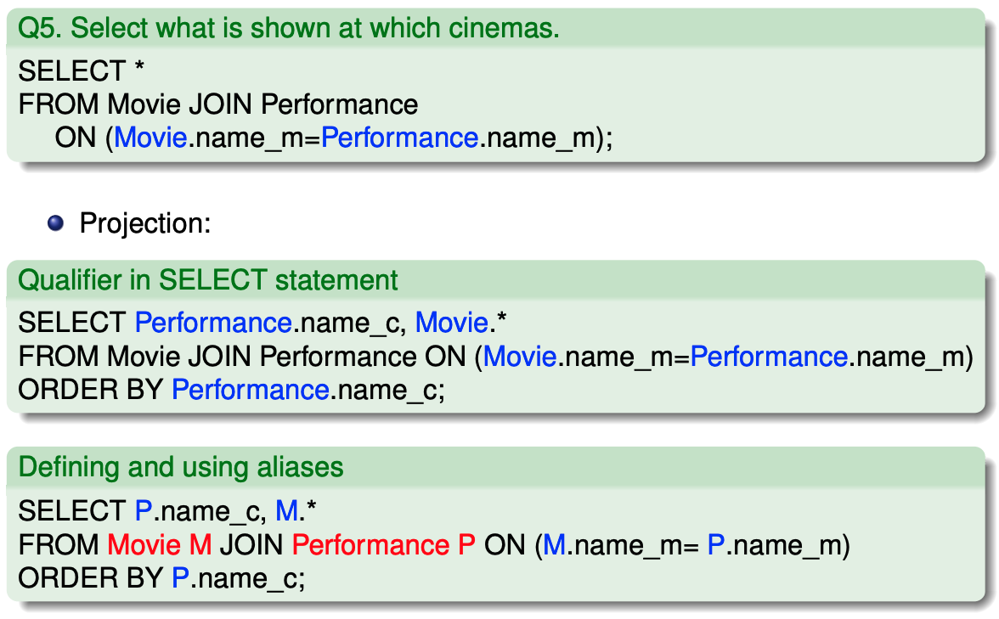 Q5. Select what is shown at which cinemas.
SELECT *
FROM Movie JOIN Performance
ON (Movie.name_m=Performance.name_m);
Projection:
Qualifier in SELECT statement
SELECT Performance.name_c, Movie.*
FROM Movie JOIN Performance ON (Movie.name_m=Performance.name_m)
ORDER BY Performance.name_c;
Defining and using aliases
SELECT P.name_c, M.*
FROM Movie M JOIN Performance P ON (M.name_m= P.name_m)
ORDER BY P.name_c;